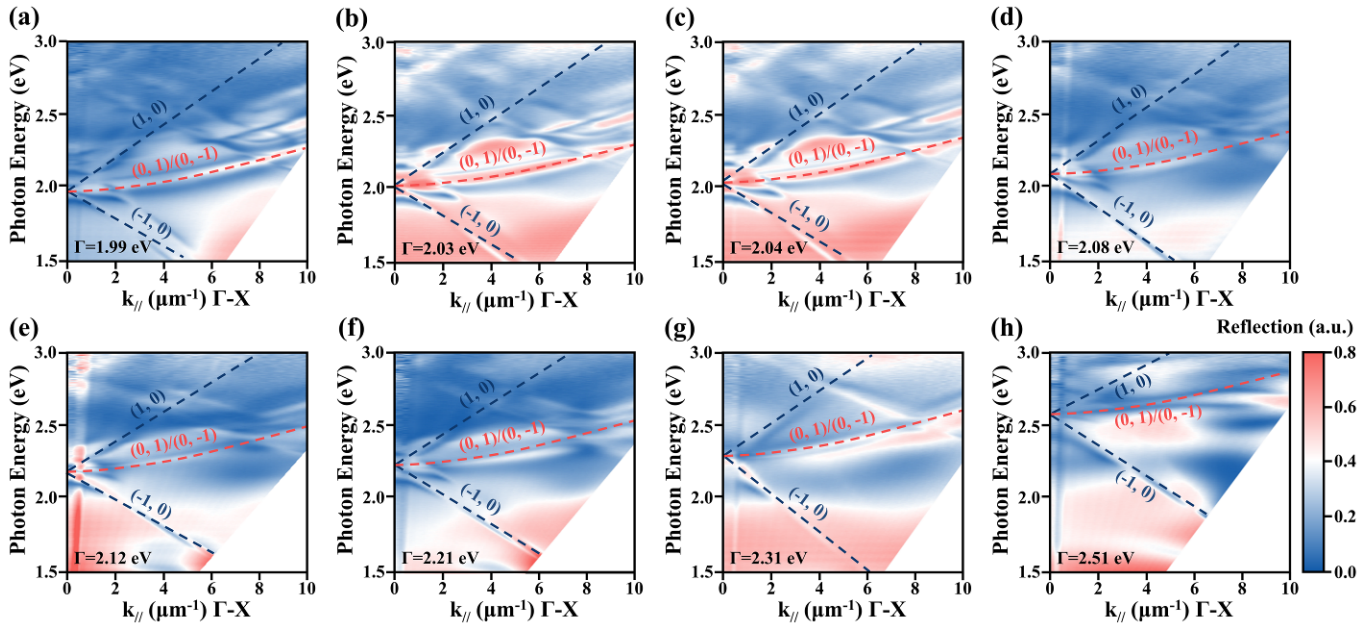 (a)
Photon Energy (eV)
3.0
2.5
2.0
1.5
(1, 0)
(0, 1)/(0, -1)
(-1, 0)
Γ=1.99 eV
0 2 4 6 8 10
k// (μm⁻¹) Γ-X
(b)
Photon Energy (eV)
3.0
2.5
2.0
1.5
(1, 0)
(0, 1)/(0, -1)
(-1, 0)
Γ=2.03 eV
0 2 4 6 8 10
k// (μm⁻¹) Γ-X
(c)
Photon Energy (eV)
3.0
2.5
2.0
1.5
(1, 0)
(0, 1)/(0, -1)
(-1, 0)
Γ=2.04 eV
0 2 4 6 8 10
k// (μm⁻¹) Γ-X
(d)
Photon Energy (eV)
3.0
2.5
2.0
1.5
(1, 0)
(0, 1)/(0, -1)
(-1, 0)
Γ=2.08 eV
0 2 4 6 8 10
k// (μm⁻¹) Γ-X
(e)
Photon Energy (eV)
3.0
2.5
2.0
1.5
(1, 0)
(0, 1)/(0, -1)
(-1, 0)
Γ=2.12 eV
0 2 4 6 8 10
k// (μm⁻¹) Γ-X
(f)
Photon Energy (eV)
3.0
2.5
2.0
1.5
(1, 0)
(0, 1)/(0, -1)
(-1, 0)
Γ=2.21 eV
0 2 4 6 8 10
k// (μm⁻¹) Γ-X
(g)
Photon Energy (eV)
3.0
2.5
2.0
1.5
(1, 0)
(0, 1)/(0, -1)
(-1, 0)
Γ=2.31 eV
0 2 4 6 8 10
k// (μm⁻¹) Γ-X
(h)
Photon Energy (eV)
3.0
2.5
2.0
1.5
(1, 0)
(0, 1)/(0, -1)
(-1, 0)
Γ=2.51 eV
0 2 4 6 8 10
k// (μm⁻¹) Γ-X
Reflection (a.u.)
0.8
0.6
0.4
0.2
0.0